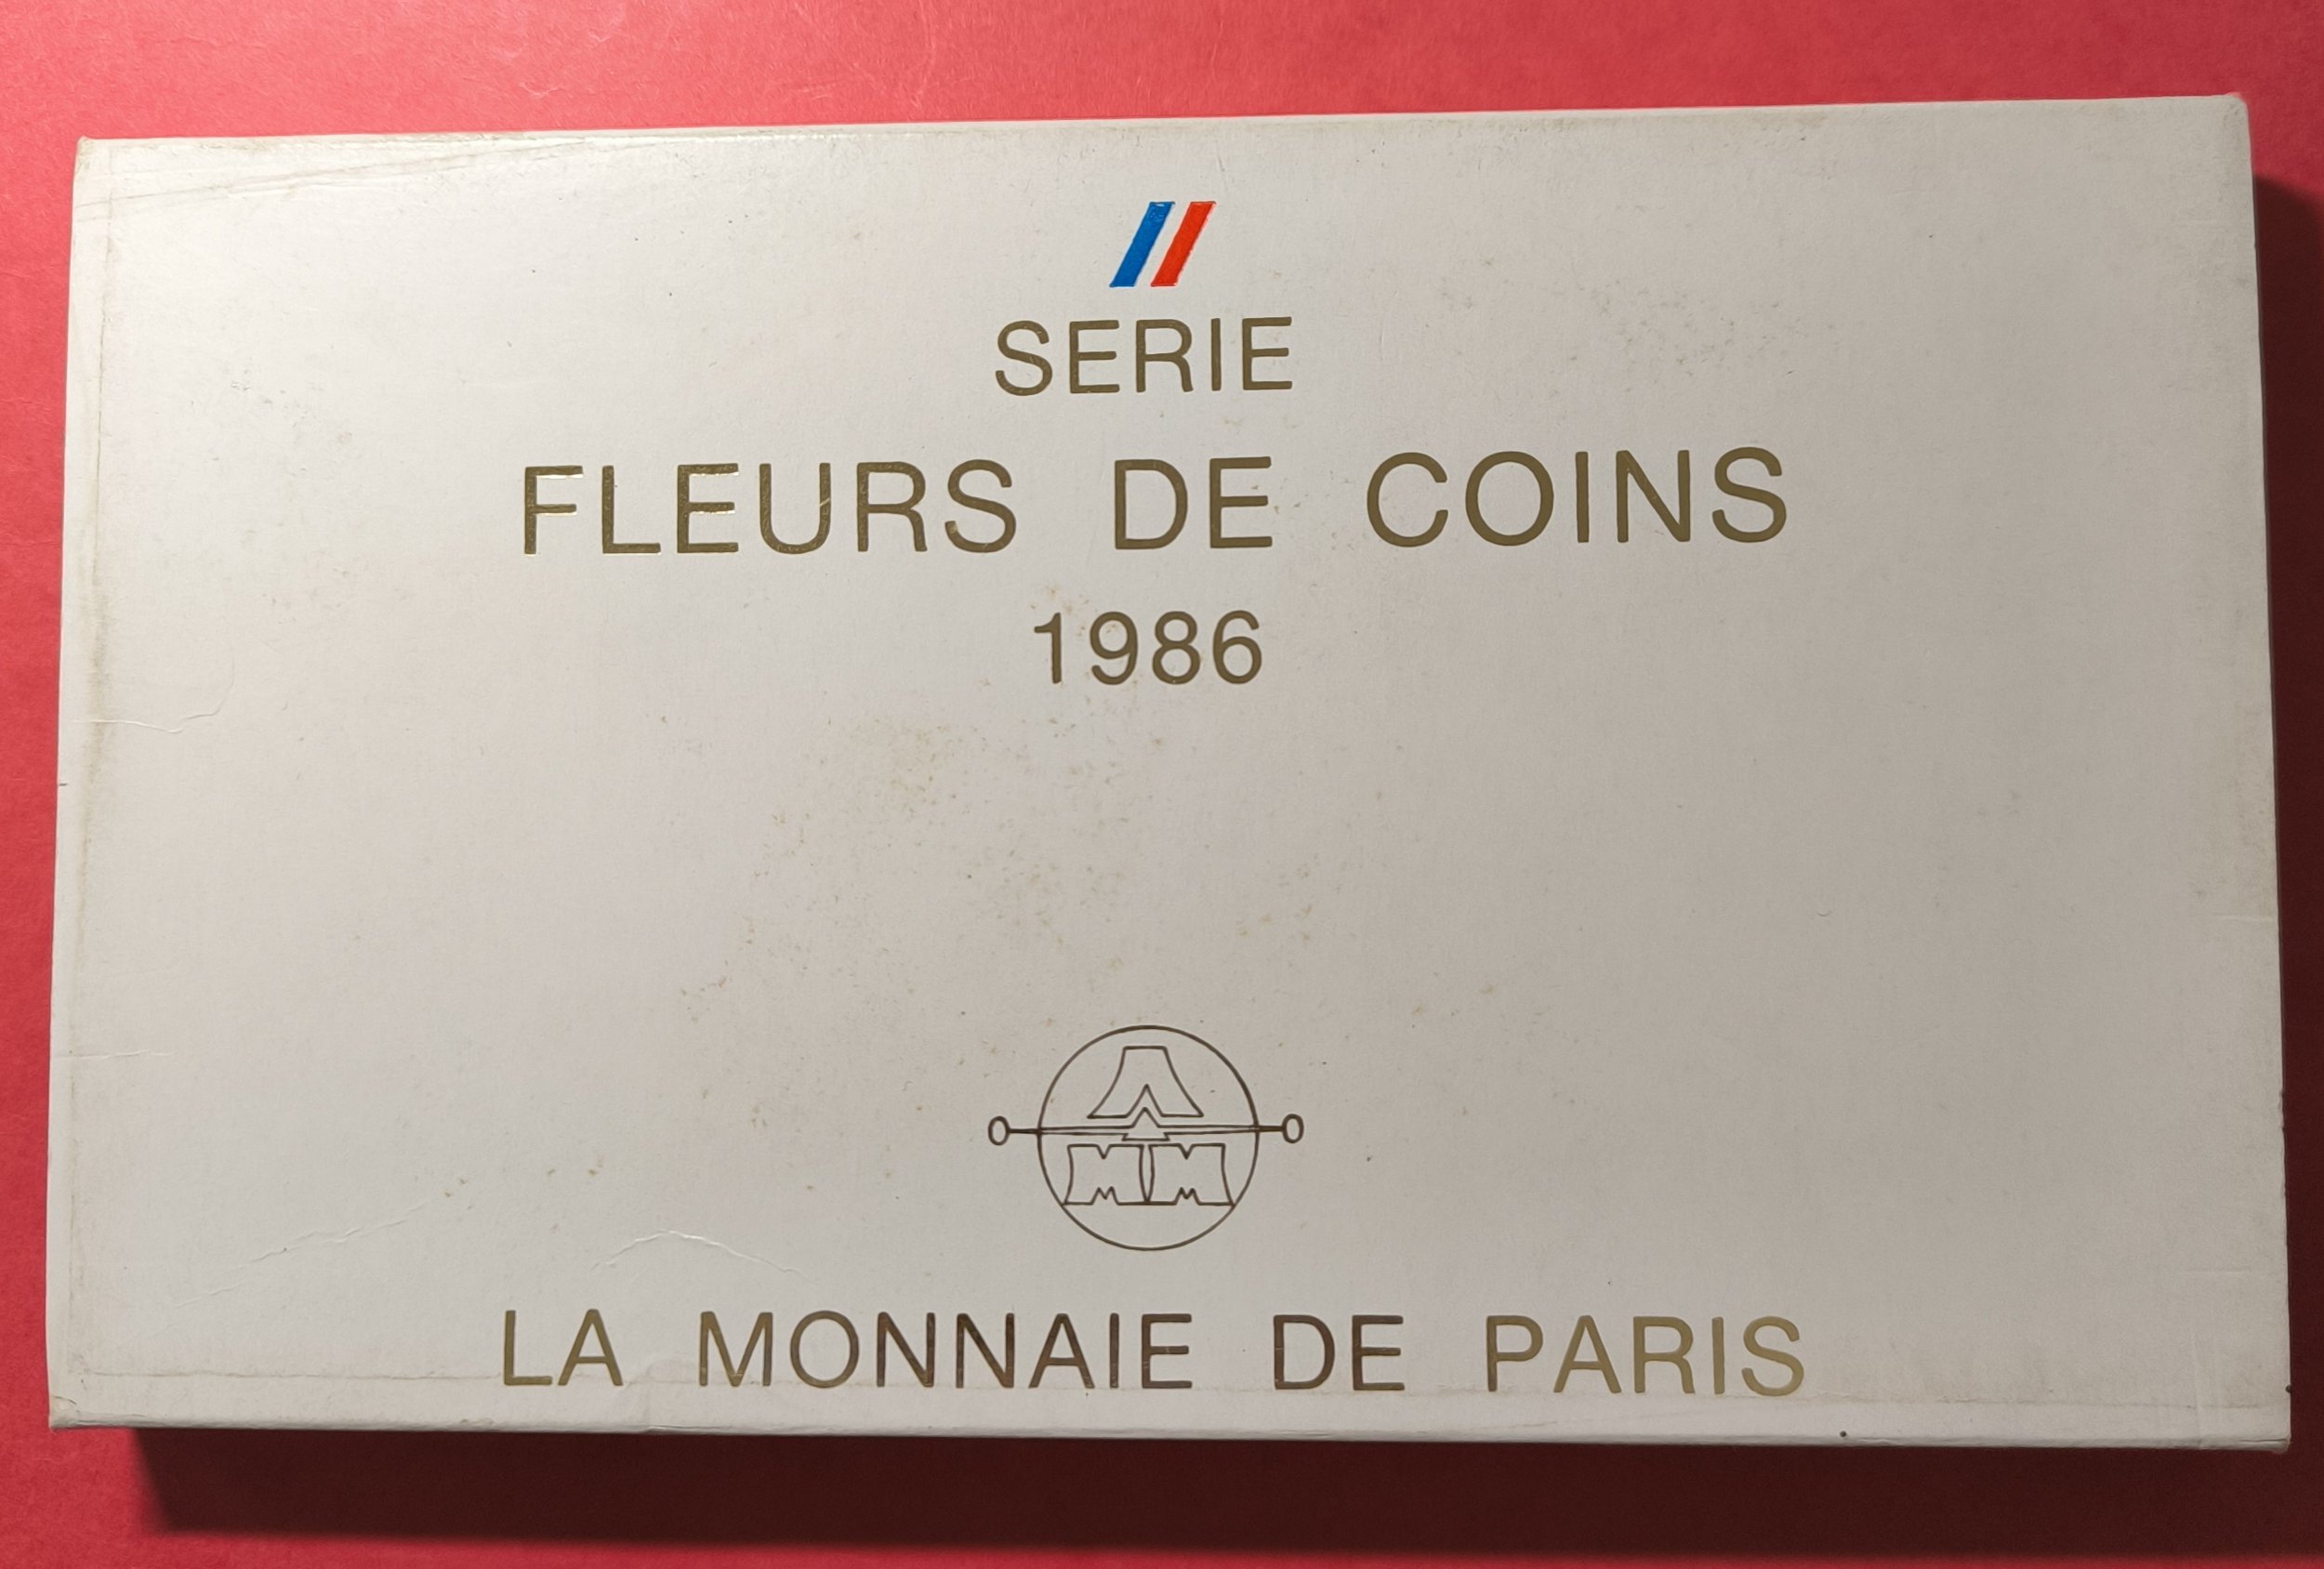 SERIE
FLEURS DE COINS
1986
A
MM
LA MONNAIE DE PARIS